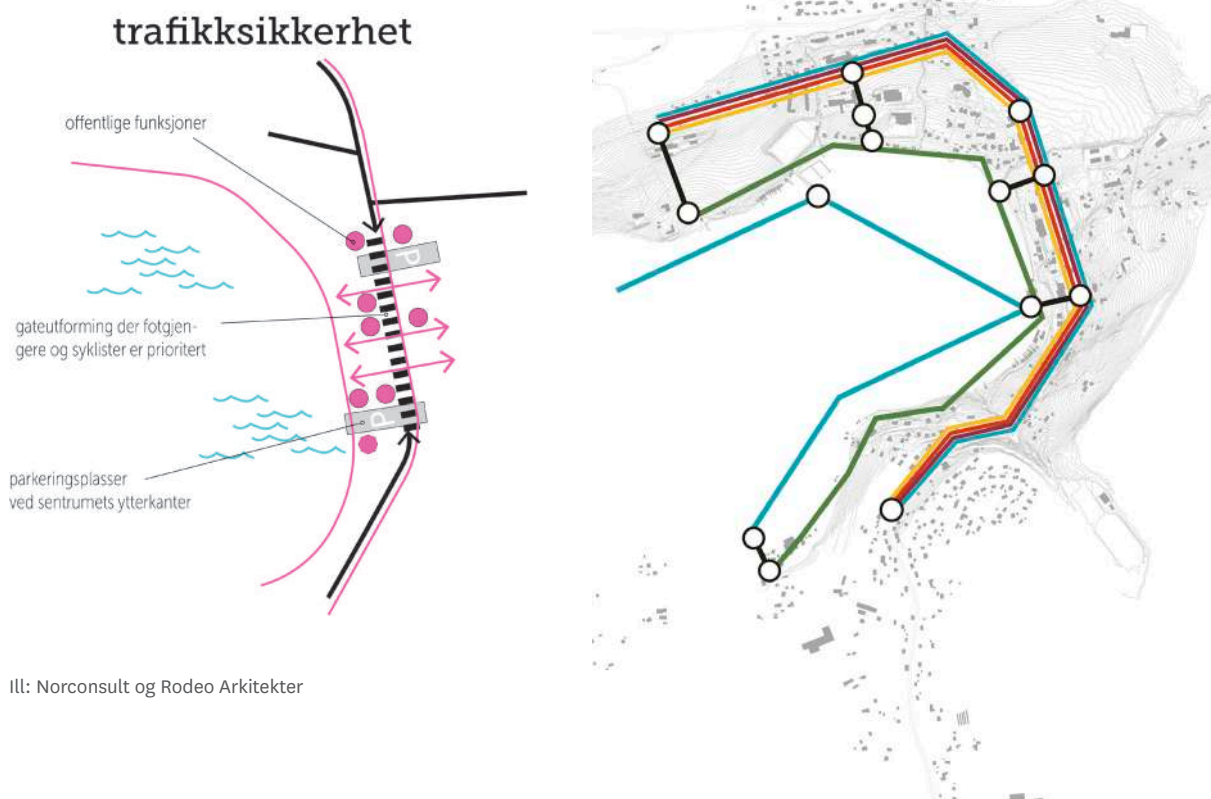 trafikksikkerhet
offentlige funksjoner
P
gateutforming der fotgjen-
gere og syklister er prioritert
P
parkeringsplasser
ved sentrumets ytterkanter
Ill: Norconsult og Rodeo Arkitekter